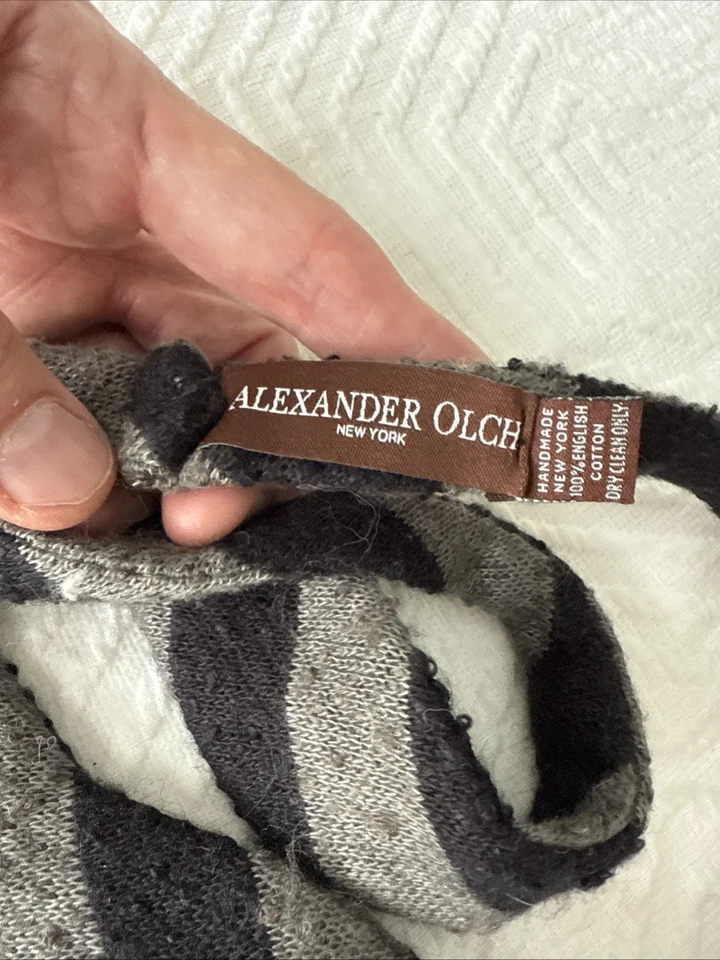 ALEXANDER OLCH
NEW YORK
HANDMADE
NEW YORK
100% ENGLISH
COTTON
DRY CLEAN ONLY